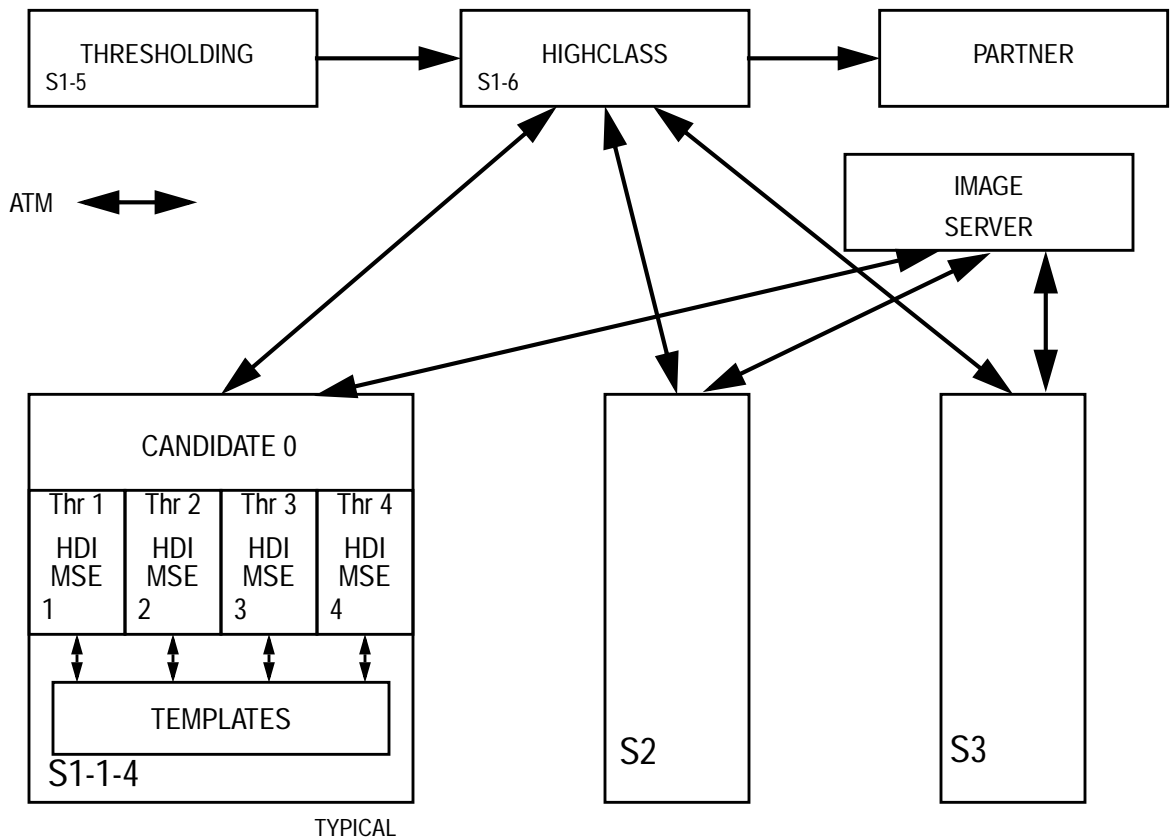 THRESHOLDING
S1-5
HIGHCLASS
S1-6
PARTNER
ATM
IMAGE
SERVER
CANDIDATE 0
Thr 1
HDI
MSE
1
Thr 2
HDI
MSE
2
Thr 3
HDI
MSE
3
Thr 4
HDI
MSE
4
TEMPLATES
S1-1-4
TYPICAL
S2
S3